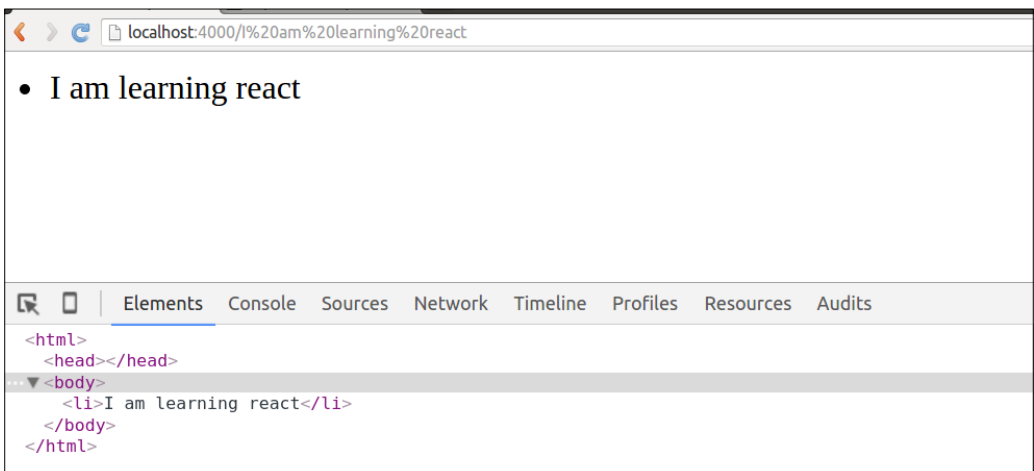 localhost:4000/I%20am%20learning%20react
• I am learning react
Elements Console Sources Network Timeline Profiles Resources Audits
<html>
<head></head>
▼ <body>
<li>I am learning react</li>
</body>
</html>